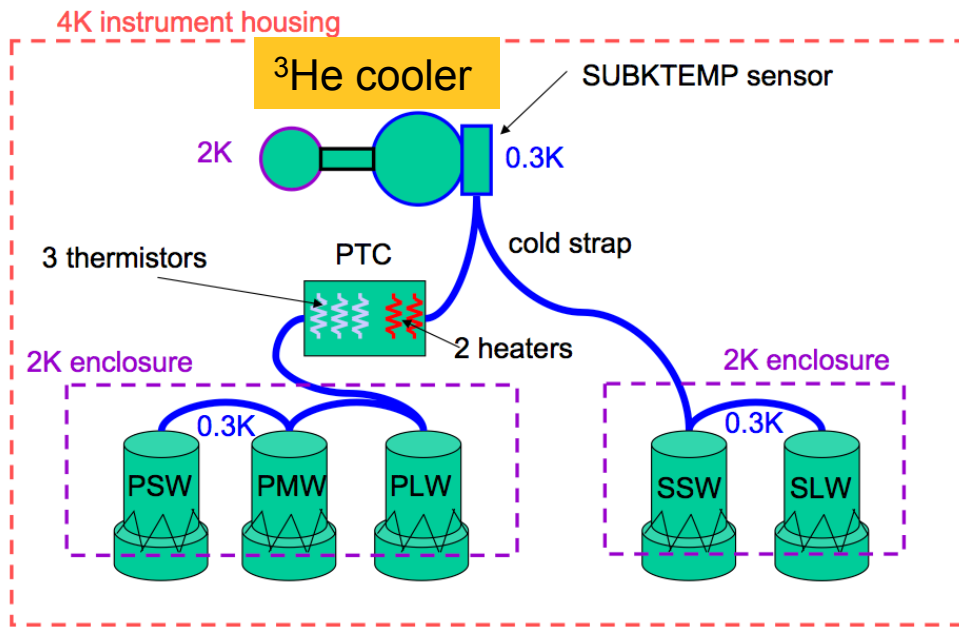 4K instrument housing
³He cooler
SUBKTEMP sensor
2K
0.3K
cold strap
3 thermistors
PTC
2 heaters
2K enclosure
2K enclosure
0.3K
0.3K
PSW
PMW
PLW
SSW
SLW